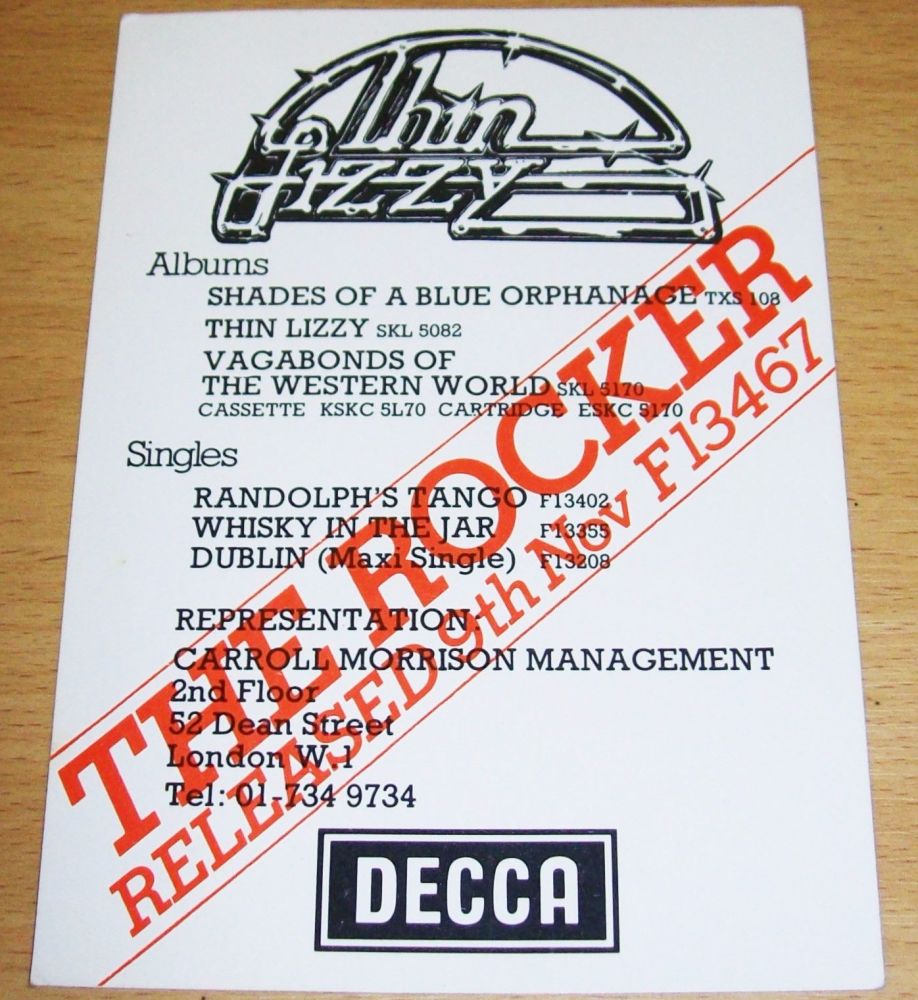 Thin
Lizzy
Albums
SHADES OF A BLUE ORPHANAGE TXS 108
THIN LIZZY SKL 5082
VAGABONDS OF
THE WESTERN WORLD SKL 5170
CASSETTE KSKC 5L70 CARTRIDGE ESKC 5170
Singles
RANDOLPH'S TANGO F13402
WHISKY IN THE JAR F13355
DUBLIN (Maxi Single) F13208
REPRESENTATION:
CARROLL MORRISON MANAGEMENT
2nd Floor
52 Dean Street
London W.1
Tel: 01-734 9734
THE ROCKER
RELEASED 9th Nov F13467
DECCA